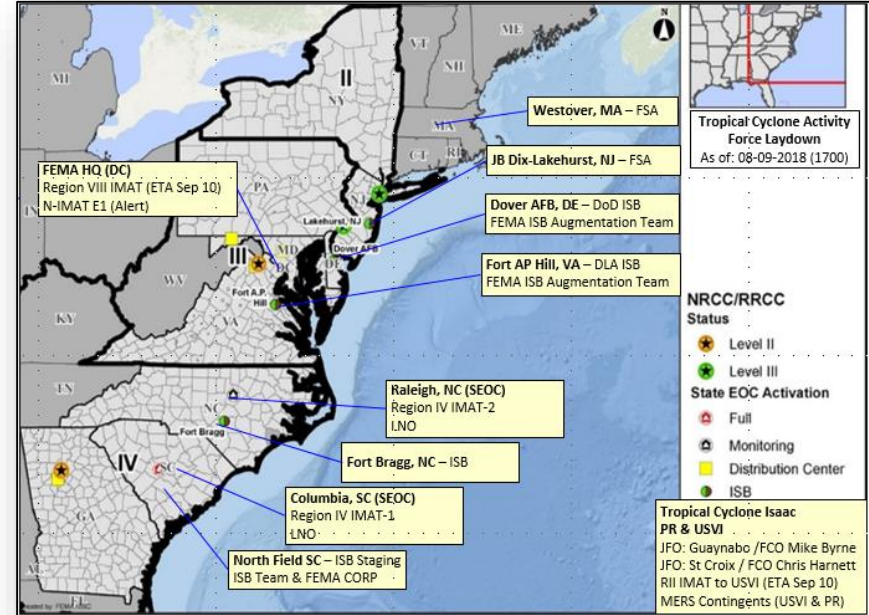 N
VT
ME
NH
MI
II
NY
MA
CT
RI
Westover, MA – FSA
Tropical Cyclone Activity
Force Laydown
As of: 08-09-2018 (1700)
JB Dix-Lakehurst, NJ – FSA
FEMA HQ (DC)
Region VIII IMAT (ETA Sep 10)
N-IMAT E1 (Alert)
PA
NJ
Lakehurst, NJ
Dover AFB, DE – DoD ISB
FEMA ISB Augmentation Team
Dover AFB
III
MD
DC
DE
WV
Fort A.P.
Hill
Fort AP Hill, VA – DLA ISB
FEMA ISB Augmentation Team
KY
VA
NRCC/RRCC
Status
Level II
Level III
State EOC Activation
Full
Monitoring
Distribution Center
ISB
TN
NC
Fort Bragg
Raleigh, NC (SEOC)
Region IV IMAT-2
LNO
Fort Bragg, NC – ISB
IV
SC
GA
Columbia, SC (SEOC)
Region IV IMAT-1
LNO
North Field SC – ISB Staging
ISB Team & FEMA CORP
Tropical Cyclone Isaac
PR & USVI
JFO: Guaynabo /FCO Mike Byrne
JFO: St Croix / FCO Chris Harnett
RII IMAT to USVI (ETA Sep 10)
MERS Contingents (USVI & PR)
FL